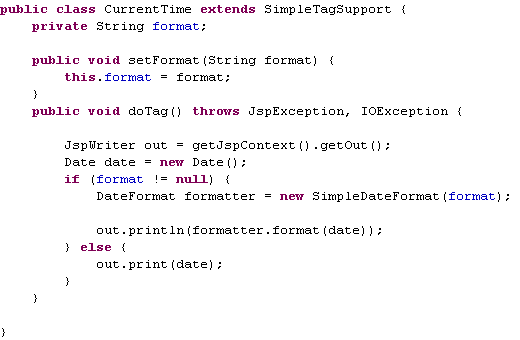 public class CurrentTime extends SimpleTagSupport {
    private String format;

    public void setFormat(String format) {
        this.format = format;
    }
    public void doTag() throws JspException, IOException {

        JspWriter out = getJspContext().getOut();
        Date date = new Date();
        if (format != null) {
            DateFormat formatter = new SimpleDateFormat(format);

            out.println(formatter.format(date));
        } else {
            out.print(date);
        }
    }

}